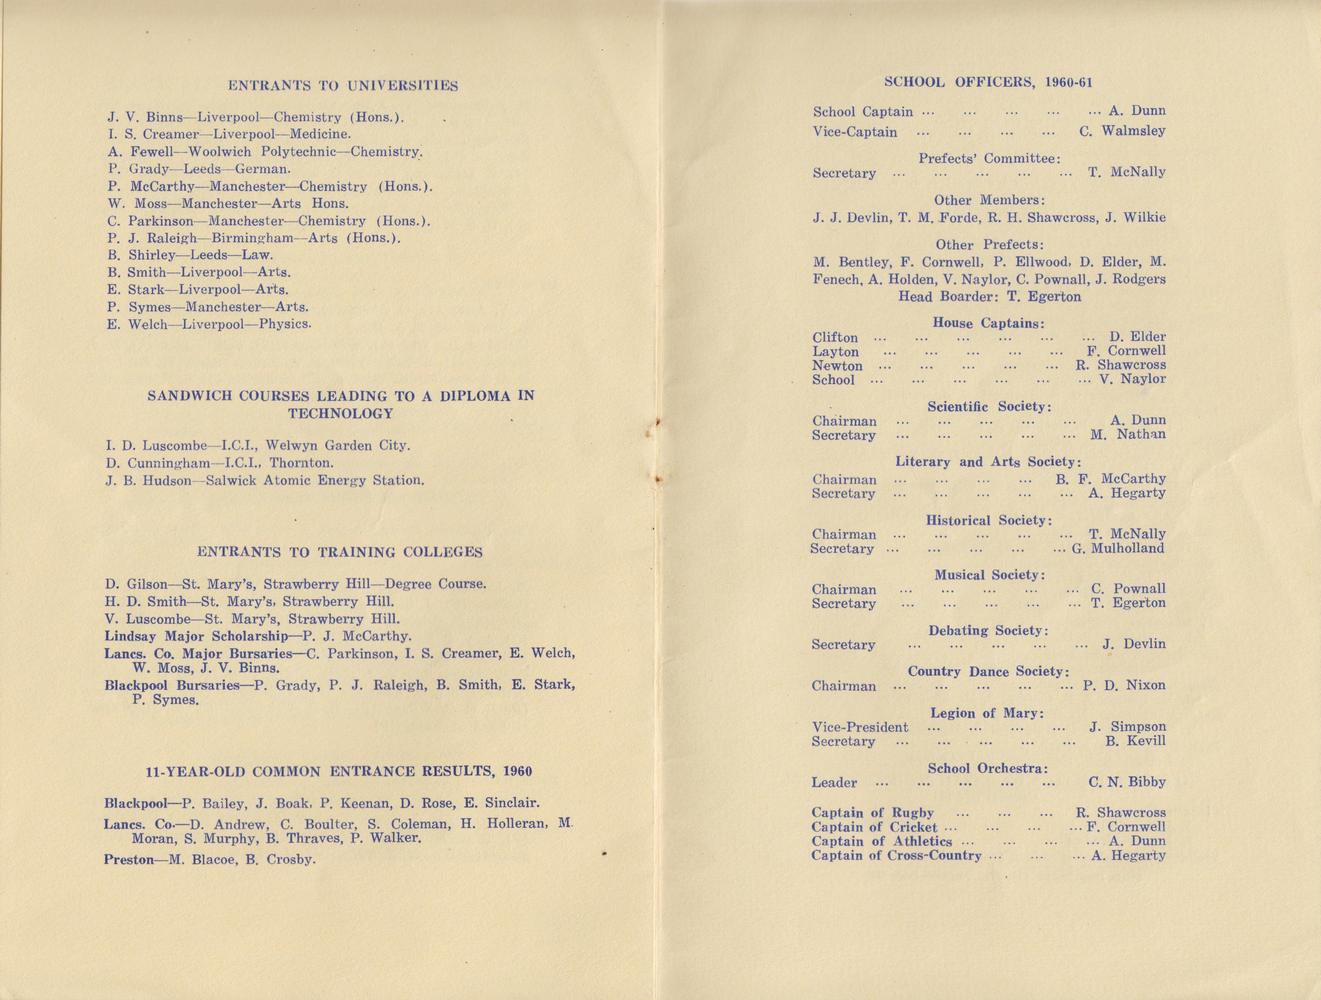 ENTRANTS TO UNIVERSITIES
J. V. Binns—Liverpool—Chemistry (Hons.).
I. S. Creamer—Liverpool—Medicine.
A. Fewell—Woolwich Polytechnic—Chemistry.
P. Grady—Leeds—German.
P. McCarthy—Manchester—Chemistry (Hons.).
W. Moss—Manchester—Arts Hons.
C. Parkinson—Manchester—Chemistry (Hons.).
P. J. Raleigh—Birmingham—Arts (Hons.).
B. Shirley—Leeds—Law.
B. Smith—Liverpool—Arts.
E. Stark—Liverpool—Arts.
P. Symes—Manchester—Arts.
E. Welch—Liverpool—Physics.
SANDWICH COURSES LEADING TO A DIPLOMA IN
TECHNOLOGY
I. D. Luscombe—I.C.I., Welwyn Garden City.
D. Cunningham—I.C.I., Thornton.
J. B. Hudson—Salwick Atomic Energy Station.
ENTRANTS TO TRAINING COLLEGES
D. Gilson—St. Mary's, Strawberry Hill—Degree Course.
H. D. Smith—St. Mary's, Strawberry Hill.
V. Luscombe—St. Mary's, Strawberry Hill.
Lindsay Major Scholarship—P. J. McCarthy.
Lancs. Co. Major Bursaries—C. Parkinson, I. S. Creamer, E. Welch,
W. Moss, J. V. Binns.
Blackpool Bursaries—P. Grady, P. J. Raleigh, B. Smith, E. Stark,
P. Symes.
11-YEAR-OLD COMMON ENTRANCE RESULTS, 1960
Blackpool—P. Bailey, J. Boak, P. Keenan, D. Rose, E. Sinclair.
Lancs. Co.—D. Andrew, C. Boulter, S. Coleman, H. Holleran, M.
Moran, S. Murphy, B. Thraves, P. Walker.
Preston—M. Blacoe, B. Crosby.
SCHOOL OFFICERS, 1960-61
School Captain ... ... ... ... ... A. Dunn
Vice-Captain ... ... ... ... C. Walmsley
Prefects' Committee:
Secretary ... ... ... ... ... T. McNally
Other Members:
J. J. Devlin, T. M. Forde, R. H. Shawcross, J. Wilkie
Other Prefects:
M. Bentley, F. Cornwell, P. Ellwood, D. Elder, M.
Fenech, A. Holden, V. Naylor, C. Pownall, J. Rodgers
Head Boarder: T. Egerton
House Captains:
Clifton ... ... ... ... ... ... D. Elder
Layton ... ... ... ... ... F. Cornwell
Newton ... ... ... ... ... R. Shawcross
School ... ... ... ... ... ... V. Naylor
Scientific Society:
Chairman ... ... ... ... ... A. Dunn
Secretary ... ... ... ... ... M. Nathan
Literary and Arts Society:
Chairman ... ... ... ... B. F. McCarthy
Secretary ... ... ... ... ... A. Hegarty
Historical Society:
Chairman ... ... ... ... ... T. McNally
Secretary ... ... ... ... ... G. Mulholland
Musical Society:
Chairman ... ... ... ... ... C. Pownall
Secretary ... ... ... ... ... T. Egerton
Debating Society:
Secretary ... ... ... ... ... J. Devlin
Country Dance Society:
Chairman ... ... ... ... ... P. D. Nixon
Legion of Mary:
Vice-President ... ... ... ... J. Simpson
Secretary ... ... ... ... ... B. Kevill
School Orchestra:
Leader ... ... ... ... ... C. N. Bibby
Captain of Rugby ... ... ... R. Shawcross
Captain of Cricket ... ... ... ... F. Cornwell
Captain of Athletics ... ... ... ... A. Dunn
Captain of Cross-Country ... ... ... A. Hegarty